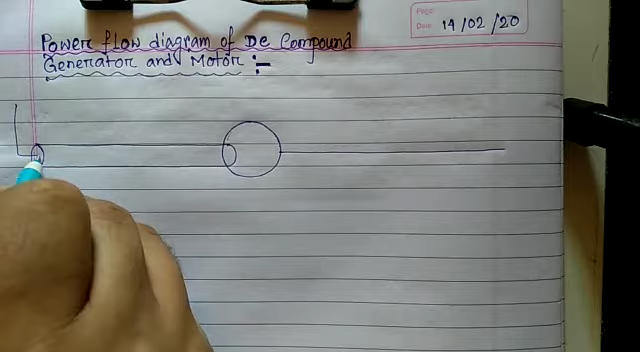 Page:
Date: 14/02/20
Power flow diagram of DC Compound
Generator and Motor :-